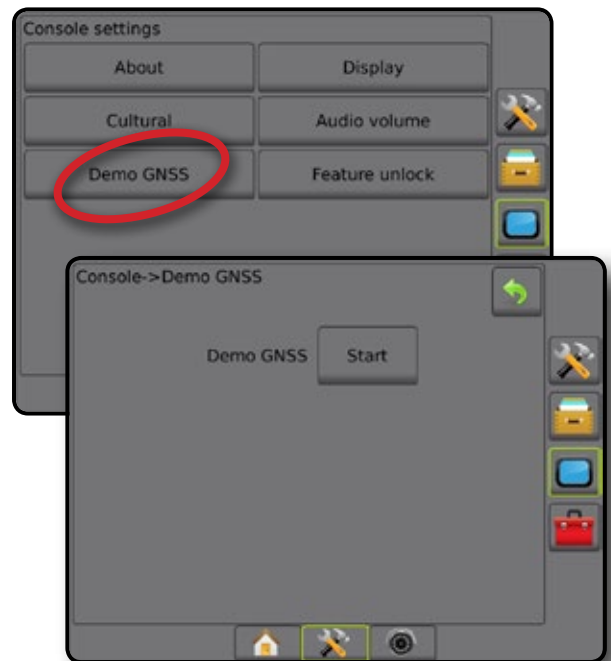 Console settings
About
Display
Cultural
Audio volume
Demo GNSS
Feature unlock
Console->Demo GNSS
Demo GNSS
Start